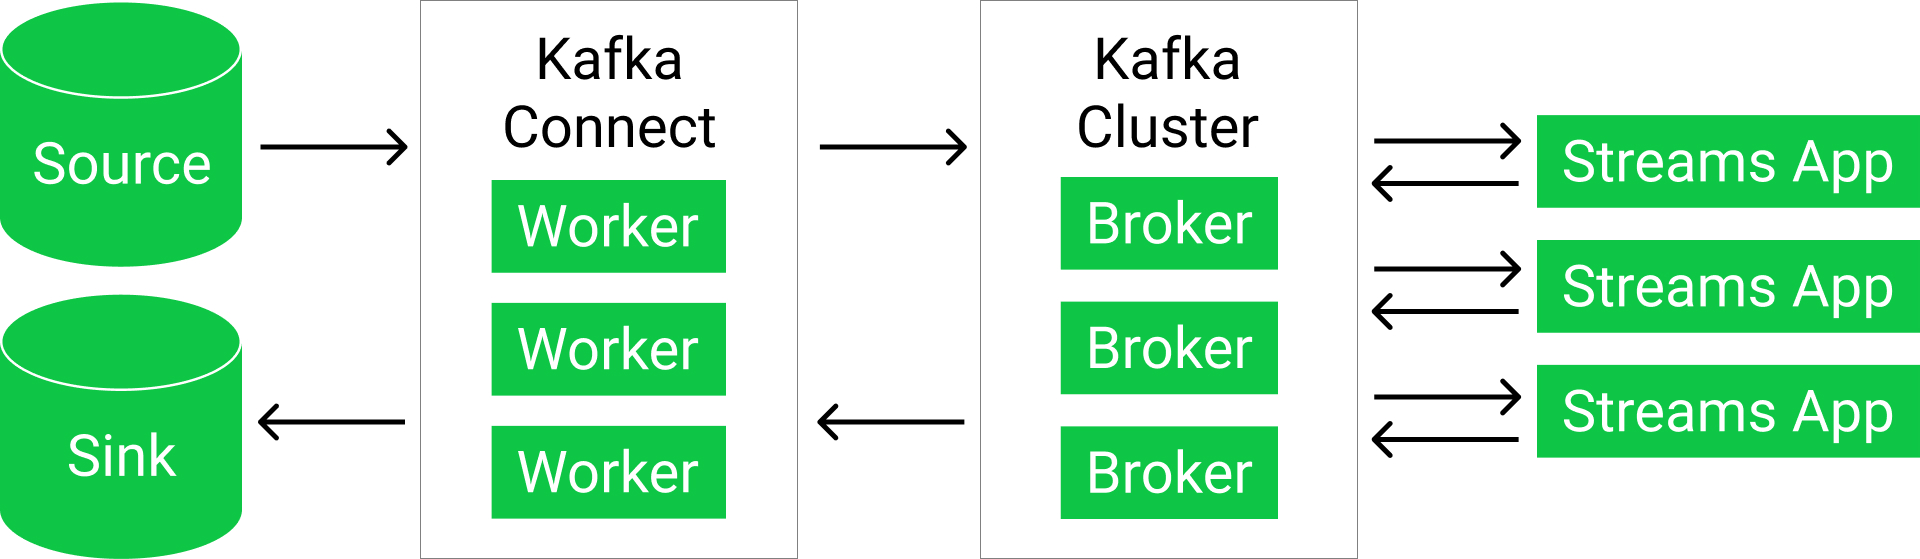 Source
Sink
Kafka
Connect
Worker
Worker
Worker
Kafka
Cluster
Broker
Broker
Broker
Streams App
Streams App
Streams App